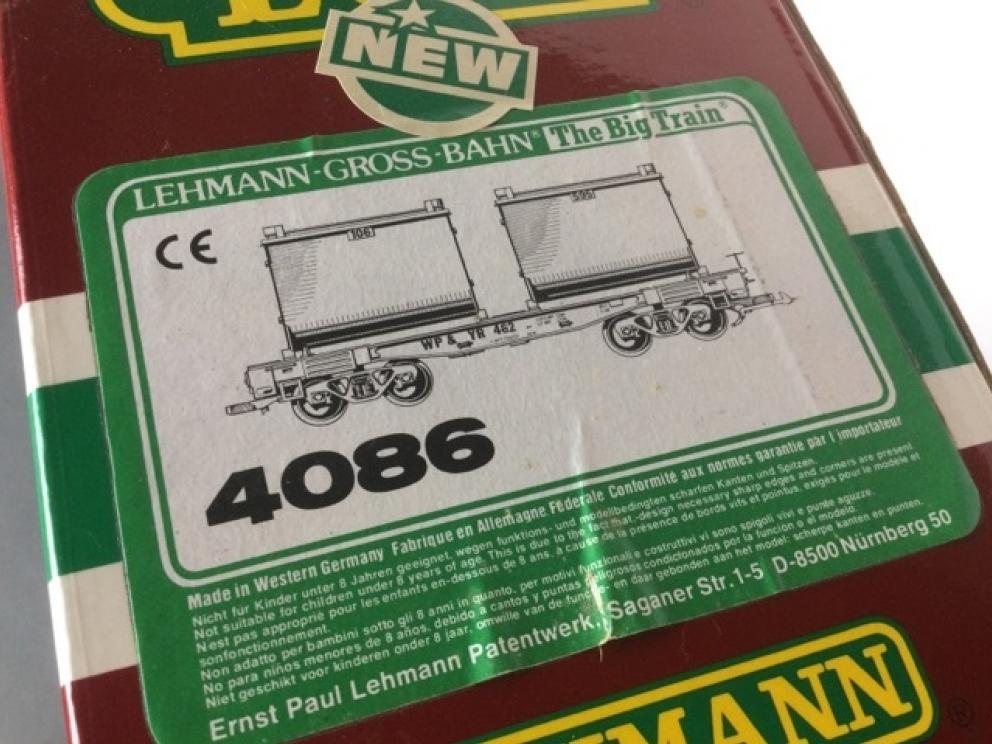 NEW
LEHMANN-GROSS-BAHN® The Big Train®
CE
106
595
WP & YR 462
4086
Made in Western Germany Fabrique en Allemagne Féderale Conformité aux normes garantie par l'importateur
Nicht für Kinder unter 8 Jahren geeignet, wegen funktions- und modellbedingten scharfen Kanten und Spitzen.
Not suitable for children under 8 years of age. This is due to the fact that design necessary sharp edges and corners are present
N'est pas approprié pour les enfants en-dessous de 8 ans. a cause de la présence de bords vifs et pointus, exigés pour le modèle et
sonfonctionnement.
Non adatto per bambini sotto gli 8 anni in quanto, per motivi funzionali e costruttivi vi sono spigoli vivi e punte aguzze.
No para niños menores de 8 años, debido a cantos y puntas peligrosos condicionados por la función o el modelo.
Niet geschikt voor kinderen onder 8 jaar, omwille van de functie- en daar gebonden aan het model: scherpe kanten en punten.
Ernst Paul Lehmann Patentwerk, Saganer Str. 1-5 D-8500 Nürnberg 50